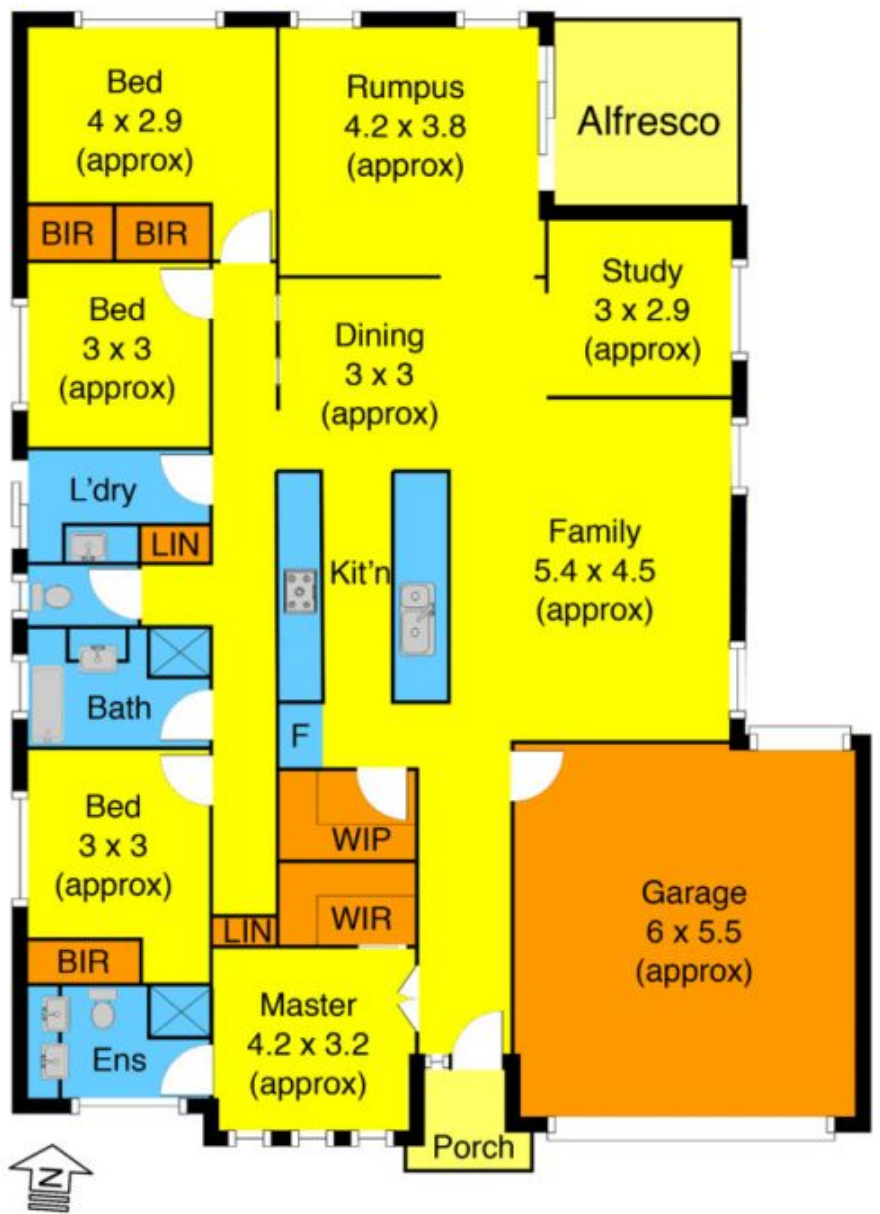 Bed
4 x 2.9
(approx)
Rumpus
4.2 x 3.8
(approx)
Alfresco
BIR
BIR
Bed
3 x 3
(approx)
Dining
3 x 3
(approx)
Study
3 x 2.9
(approx)
L'dry
LIN
Kit'n
Family
5.4 x 4.5
(approx)
Bath
F
Bed
3 x 3
(approx)
BIR
WIP
WIR
LIN
Garage
6 x 5.5
(approx)
Ens
Master
4.2 x 3.2
(approx)
Porch
N